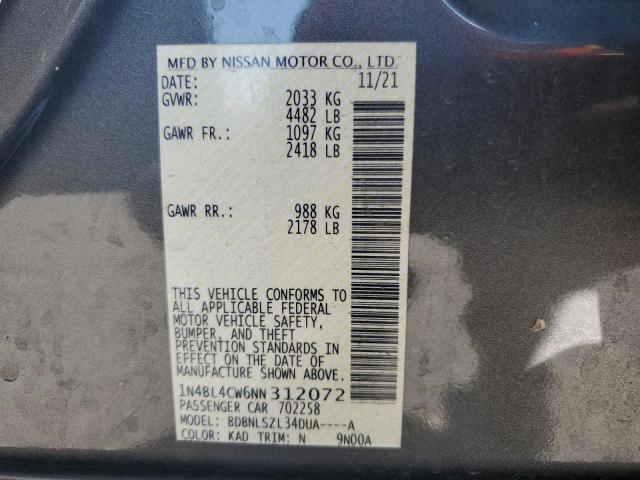 MFD BY NISSAN MOTOR CO., LTD.
DATE: 11/21
GVWR: 2033 KG
4482 LB
GAWR FR.: 1097 KG
2418 LB
GAWR RR.: 988 KG
2178 LB
THIS VEHICLE CONFORMS TO
ALL APPLICABLE FEDERAL
MOTOR VEHICLE SAFETY,
BUMPER, AND THEFT
PREVENTION STANDARDS IN
EFFECT ON THE DATE OF
MANUFACTURE SHOWN ABOVE.
1N4BL4CW6NN312072
PASSENGER CAR 702258
MODEL: BDBNLSZL34DUA----A
COLOR: KAD TRIM: N 9N00A